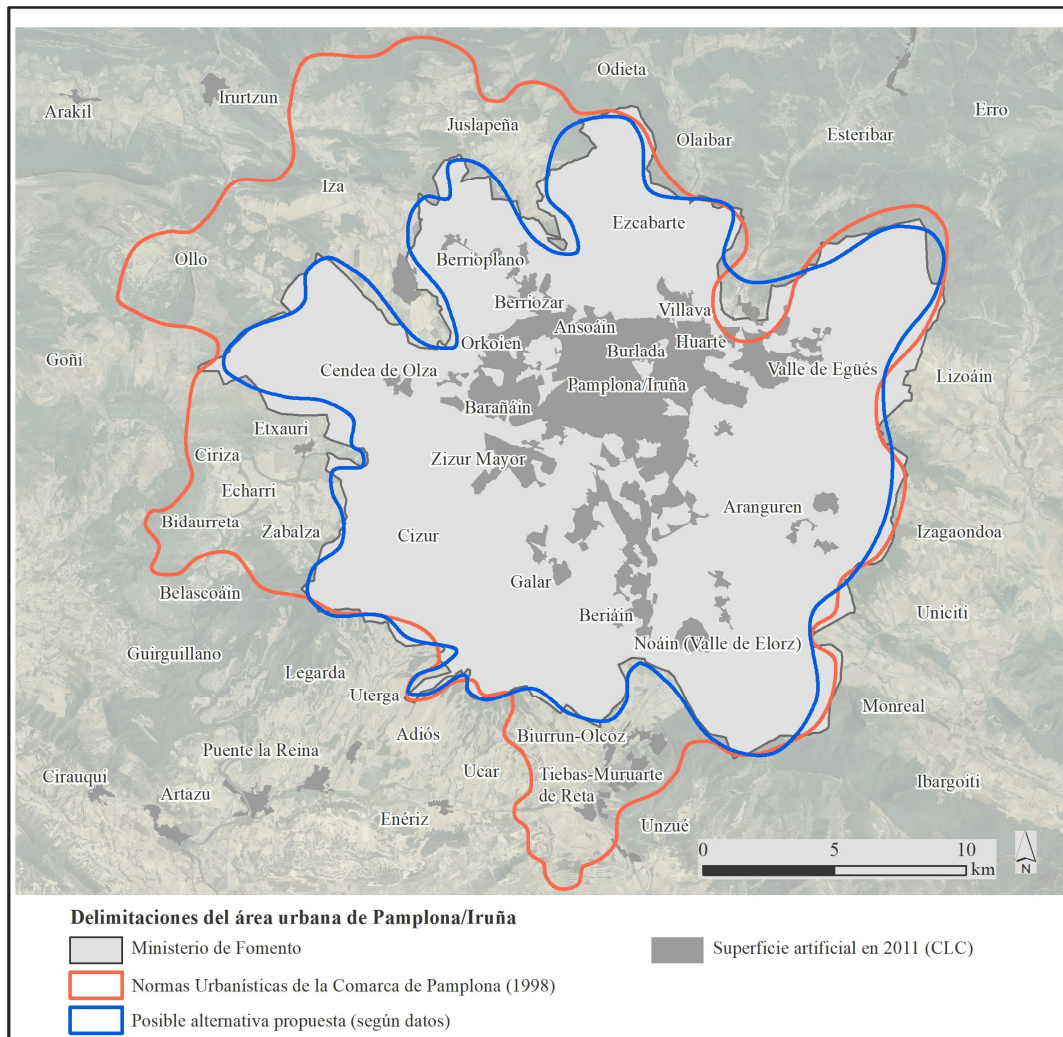 Odieta
Irurtzun
Arakil
Erro
Juslapeña
Olaibar
Esteribar
Iza
Ezcabarte
Ollo
Berrioplano
Berriozar
Villava
Ansoáin
Orkoien
Burlada
Huarte
Goñi
Cendea de Olza
Pamplona/Iruña
Valle de Egüés
Lizoáin
Barañáin
Etxauri
Ciriza
Zizur Mayor
Echarri
Aranguren
Bidaurreta
Zabalza
Cizur
Izagaondoa
Belascoáin
Galar
Beriáin
Uniciti
Noáin (Valle de Elorz)
Guirguillano
Legarda
Uterga
Monreal
Adiós
Biurrun-Olcoz
Puente la Reina
Ucar
Tiebas-Muruarte
de Reta
Cirauqui
Artazu
Ibargoiti
Enériz
Unzué
0 5 10
km
N
Delimitaciones del área urbana de Pamplona/Iruña
Ministerio de Fomento
Superficie artificial en 2011 (CLC)
Normas Urbanísticas de la Comarca de Pamplona (1998)
Posible alternativa propuesta (según datos)